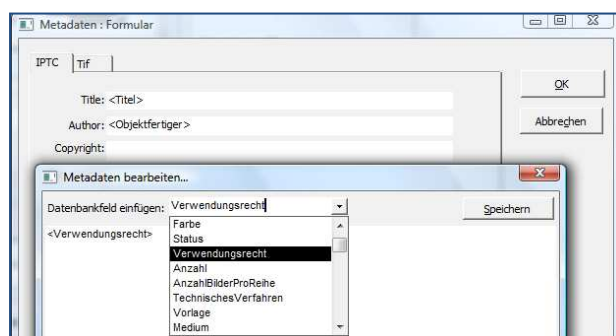 Metadaten : Formular
IPTC Tif
OK
Title: <Titel>
Author: <Objektfertiger>
Abbrechen
Copyright:
Metadaten bearbeiten...
Datenbankfeld einfügen: Verwendungsrecht Speichern
<Verwendungsrecht>
Farbe
Status
Verwendungsrecht
Anzahl
AnzahlBilderProReihe
TechnischesVerfahren
Vorlage
Medium